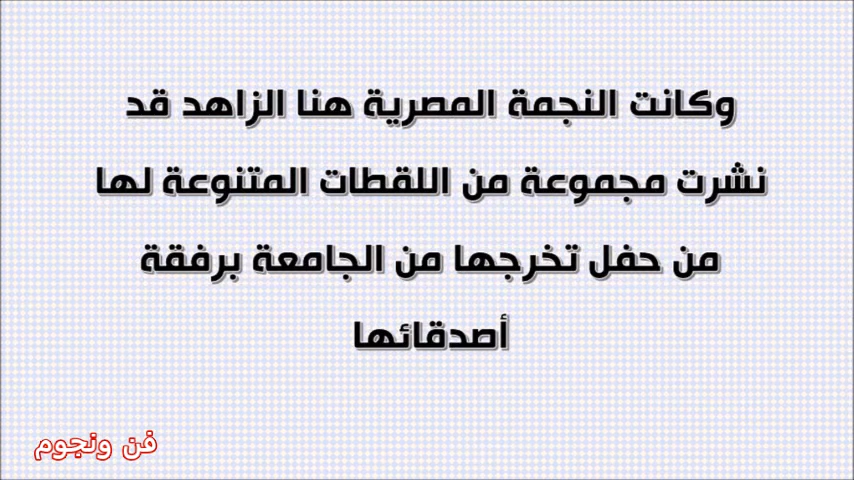 وكانت النجمة المصرية هنا الزاهد قد
نشرت مجموعة من اللقطات المتنوعة لها
من حفل تخرجها من الجامعة برفقة
أصدقائها
فن ونجوم